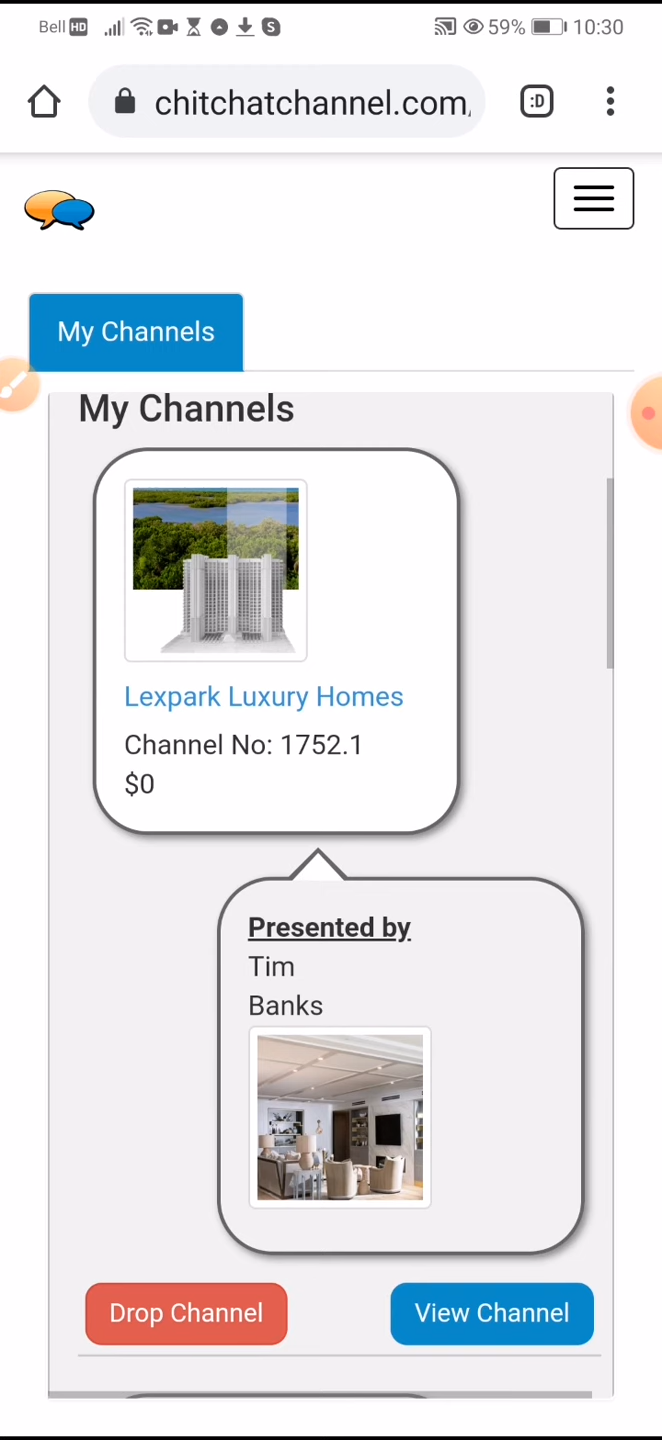 Bell HD 59% 10:30
chitchatchannel.com, :D
My Channels
My Channels
Lexpark Luxury Homes
Channel No: 1752.1
$0
Presented by
Tim
Banks
Drop Channel View Channel